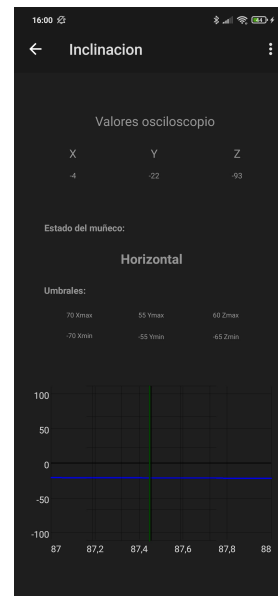 16:00
Inclinacion
Valores osciloscopio
X Y Z
-4 -22 -93
Estado del muñeco:
Horizontal
Umbrales:
70 Xmax 55 Ymax 60 Zmax
-70 Xmin -55 Ymin -65 Zmin
100
50
0
-50
-100
87 87,2 87,4 87,6 87,8 88